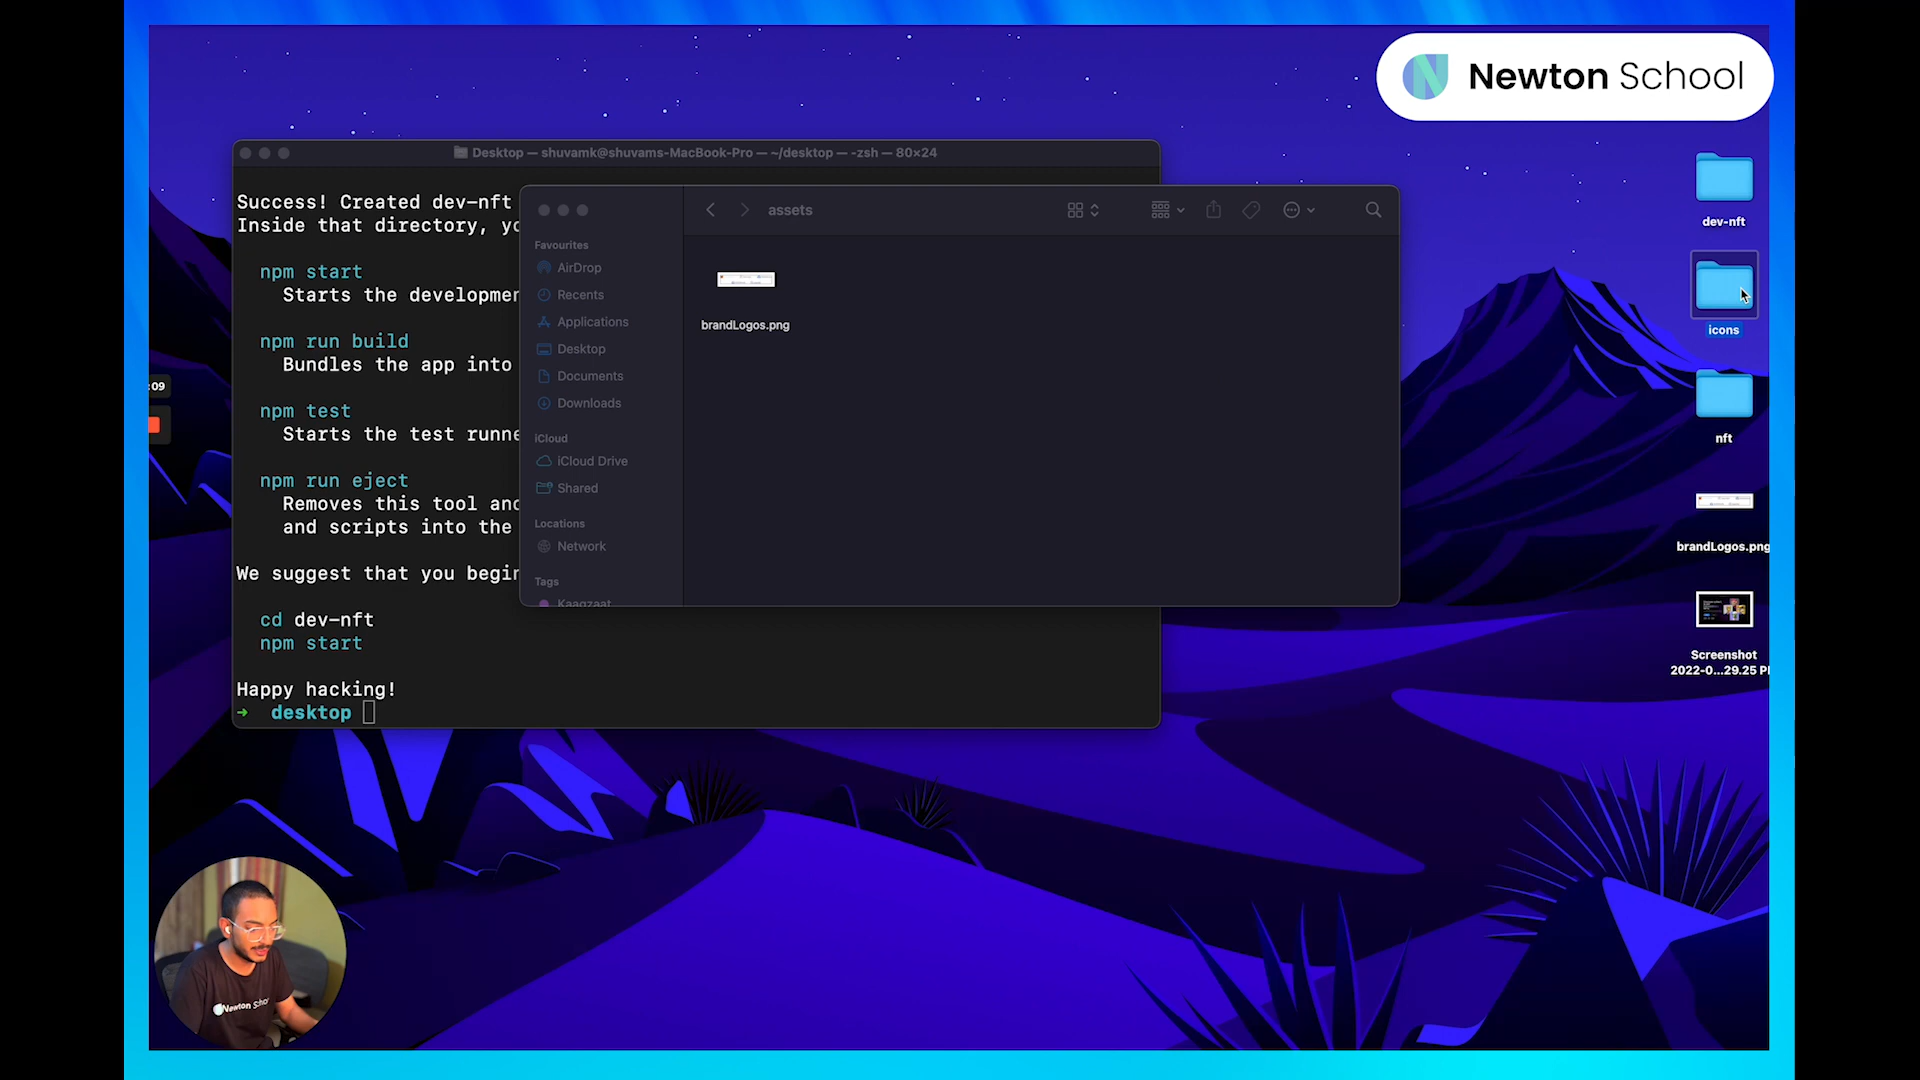 Newton School
Desktop — shuvamk@shuvams-MacBook-Pro — ~/desktop — -zsh — 80×24
Success! Created dev-nft
Inside that directory, yo
npm start
Starts the developmen
npm run build
Bundles the app into
npm test
Starts the test runne
npm run eject
Removes this tool and
and scripts into the
We suggest that you begin
cd dev-nft
npm start
Happy hacking!
→ desktop
assets
Favourites
AirDrop
Recents
Applications
Desktop
Documents
Downloads
iCloud
iCloud Drive
Shared
Locations
Network
Tags
Kaagzaat
brandLogos.png
dev-nft
icons
nft
brandLogos.png
Screenshot
2022-0...29.25 P
:09
Newton Scho